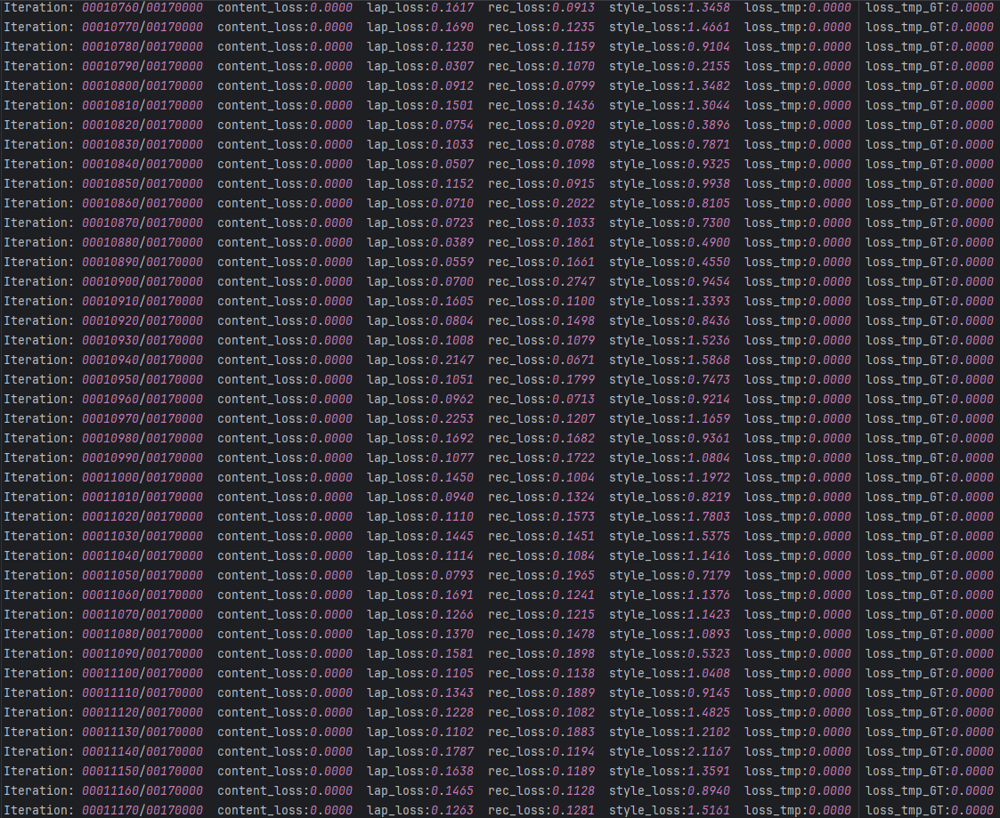 Iteration: 00010760/00170000 content_loss:0.0000 lap_loss:0.1617 rec_loss:0.0913 style_loss:1.3458 loss_tmp:0.0000 loss_tmp_GT:0.0000
Iteration: 00010770/00170000 content_loss:0.0000 lap_loss:0.1690 rec_loss:0.1235 style_loss:1.4661 loss_tmp:0.0000 loss_tmp_GT:0.0000
Iteration: 00010780/00170000 content_loss:0.0000 lap_loss:0.1230 rec_loss:0.1159 style_loss:0.9104 loss_tmp:0.0000 loss_tmp_GT:0.0000
Iteration: 00010790/00170000 content_loss:0.0000 lap_loss:0.0307 rec_loss:0.1070 style_loss:0.2155 loss_tmp:0.0000 loss_tmp_GT:0.0000
Iteration: 00010800/00170000 content_loss:0.0000 lap_loss:0.0912 rec_loss:0.0799 style_loss:1.3482 loss_tmp:0.0000 loss_tmp_GT:0.0000
Iteration: 00010810/00170000 content_loss:0.0000 lap_loss:0.1501 rec_loss:0.1436 style_loss:1.3044 loss_tmp:0.0000 loss_tmp_GT:0.0000
Iteration: 00010820/00170000 content_loss:0.0000 lap_loss:0.0754 rec_loss:0.0920 style_loss:0.3896 loss_tmp:0.0000 loss_tmp_GT:0.0000
Iteration: 00010830/00170000 content_loss:0.0000 lap_loss:0.1033 rec_loss:0.0788 style_loss:0.7871 loss_tmp:0.0000 loss_tmp_GT:0.0000
Iteration: 00010840/00170000 content_loss:0.0000 lap_loss:0.0507 rec_loss:0.1098 style_loss:0.9325 loss_tmp:0.0000 loss_tmp_GT:0.0000
Iteration: 00010850/00170000 content_loss:0.0000 lap_loss:0.1152 rec_loss:0.0915 style_loss:0.9938 loss_tmp:0.0000 loss_tmp_GT:0.0000
Iteration: 00010860/00170000 content_loss:0.0000 lap_loss:0.0710 rec_loss:0.2022 style_loss:0.8105 loss_tmp:0.0000 loss_tmp_GT:0.0000
Iteration: 00010870/00170000 content_loss:0.0000 lap_loss:0.0723 rec_loss:0.1033 style_loss:0.7300 loss_tmp:0.0000 loss_tmp_GT:0.0000
Iteration: 00010880/00170000 content_loss:0.0000 lap_loss:0.0389 rec_loss:0.1861 style_loss:0.4900 loss_tmp:0.0000 loss_tmp_GT:0.0000
Iteration: 00010890/00170000 content_loss:0.0000 lap_loss:0.0559 rec_loss:0.1661 style_loss:0.4550 loss_tmp:0.0000 loss_tmp_GT:0.0000
Iteration: 00010900/00170000 content_loss:0.0000 lap_loss:0.0700 rec_loss:0.2747 style_loss:0.9454 loss_tmp:0.0000 loss_tmp_GT:0.0000
Iteration: 00010910/00170000 content_loss:0.0000 lap_loss:0.1605 rec_loss:0.1100 style_loss:1.3393 loss_tmp:0.0000 loss_tmp_GT:0.0000
Iteration: 00010920/00170000 content_loss:0.0000 lap_loss:0.0804 rec_loss:0.1498 style_loss:0.8436 loss_tmp:0.0000 loss_tmp_GT:0.0000
Iteration: 00010930/00170000 content_loss:0.0000 lap_loss:0.1008 rec_loss:0.1079 style_loss:1.5236 loss_tmp:0.0000 loss_tmp_GT:0.0000
Iteration: 00010940/00170000 content_loss:0.0000 lap_loss:0.2147 rec_loss:0.0671 style_loss:1.5868 loss_tmp:0.0000 loss_tmp_GT:0.0000
Iteration: 00010950/00170000 content_loss:0.0000 lap_loss:0.1051 rec_loss:0.1799 style_loss:0.7473 loss_tmp:0.0000 loss_tmp_GT:0.0000
Iteration: 00010960/00170000 content_loss:0.0000 lap_loss:0.0962 rec_loss:0.0713 style_loss:0.9214 loss_tmp:0.0000 loss_tmp_GT:0.0000
Iteration: 00010970/00170000 content_loss:0.0000 lap_loss:0.2253 rec_loss:0.1207 style_loss:1.1659 loss_tmp:0.0000 loss_tmp_GT:0.0000
Iteration: 00010980/00170000 content_loss:0.0000 lap_loss:0.1692 rec_loss:0.1682 style_loss:0.9361 loss_tmp:0.0000 loss_tmp_GT:0.0000
Iteration: 00010990/00170000 content_loss:0.0000 lap_loss:0.1077 rec_loss:0.1722 style_loss:1.0804 loss_tmp:0.0000 loss_tmp_GT:0.0000
Iteration: 00011000/00170000 content_loss:0.0000 lap_loss:0.1450 rec_loss:0.1004 style_loss:1.1972 loss_tmp:0.0000 loss_tmp_GT:0.0000
Iteration: 00011010/00170000 content_loss:0.0000 lap_loss:0.0940 rec_loss:0.1324 style_loss:0.8219 loss_tmp:0.0000 loss_tmp_GT:0.0000
Iteration: 00011020/00170000 content_loss:0.0000 lap_loss:0.1110 rec_loss:0.1573 style_loss:1.7803 loss_tmp:0.0000 loss_tmp_GT:0.0000
Iteration: 00011030/00170000 content_loss:0.0000 lap_loss:0.1445 rec_loss:0.1451 style_loss:1.5375 loss_tmp:0.0000 loss_tmp_GT:0.0000
Iteration: 00011040/00170000 content_loss:0.0000 lap_loss:0.1114 rec_loss:0.1084 style_loss:1.1416 loss_tmp:0.0000 loss_tmp_GT:0.0000
Iteration: 00011050/00170000 content_loss:0.0000 lap_loss:0.0793 rec_loss:0.1965 style_loss:0.7179 loss_tmp:0.0000 loss_tmp_GT:0.0000
Iteration: 00011060/00170000 content_loss:0.0000 lap_loss:0.1691 rec_loss:0.1241 style_loss:1.1376 loss_tmp:0.0000 loss_tmp_GT:0.0000
Iteration: 00011070/00170000 content_loss:0.0000 lap_loss:0.1266 rec_loss:0.1215 style_loss:1.1423 loss_tmp:0.0000 loss_tmp_GT:0.0000
Iteration: 00011080/00170000 content_loss:0.0000 lap_loss:0.1370 rec_loss:0.1478 style_loss:1.0893 loss_tmp:0.0000 loss_tmp_GT:0.0000
Iteration: 00011090/00170000 content_loss:0.0000 lap_loss:0.1581 rec_loss:0.1898 style_loss:0.5323 loss_tmp:0.0000 loss_tmp_GT:0.0000
Iteration: 00011100/00170000 content_loss:0.0000 lap_loss:0.1105 rec_loss:0.1138 style_loss:1.0408 loss_tmp:0.0000 loss_tmp_GT:0.0000
Iteration: 00011110/00170000 content_loss:0.0000 lap_loss:0.1343 rec_loss:0.1889 style_loss:0.9145 loss_tmp:0.0000 loss_tmp_GT:0.0000
Iteration: 00011120/00170000 content_loss:0.0000 lap_loss:0.1228 rec_loss:0.1082 style_loss:1.4825 loss_tmp:0.0000 loss_tmp_GT:0.0000
Iteration: 00011130/00170000 content_loss:0.0000 lap_loss:0.1102 rec_loss:0.1883 style_loss:1.2102 loss_tmp:0.0000 loss_tmp_GT:0.0000
Iteration: 00011140/00170000 content_loss:0.0000 lap_loss:0.1787 rec_loss:0.1194 style_loss:2.1167 loss_tmp:0.0000 loss_tmp_GT:0.0000
Iteration: 00011150/00170000 content_loss:0.0000 lap_loss:0.1638 rec_loss:0.1189 style_loss:1.3591 loss_tmp:0.0000 loss_tmp_GT:0.0000
Iteration: 00011160/00170000 content_loss:0.0000 lap_loss:0.1465 rec_loss:0.1128 style_loss:0.8940 loss_tmp:0.0000 loss_tmp_GT:0.0000
Iteration: 00011170/00170000 content_loss:0.0000 lap_loss:0.1263 rec_loss:0.1281 style_loss:1.5161 loss_tmp:0.0000 loss_tmp_GT:0.0000